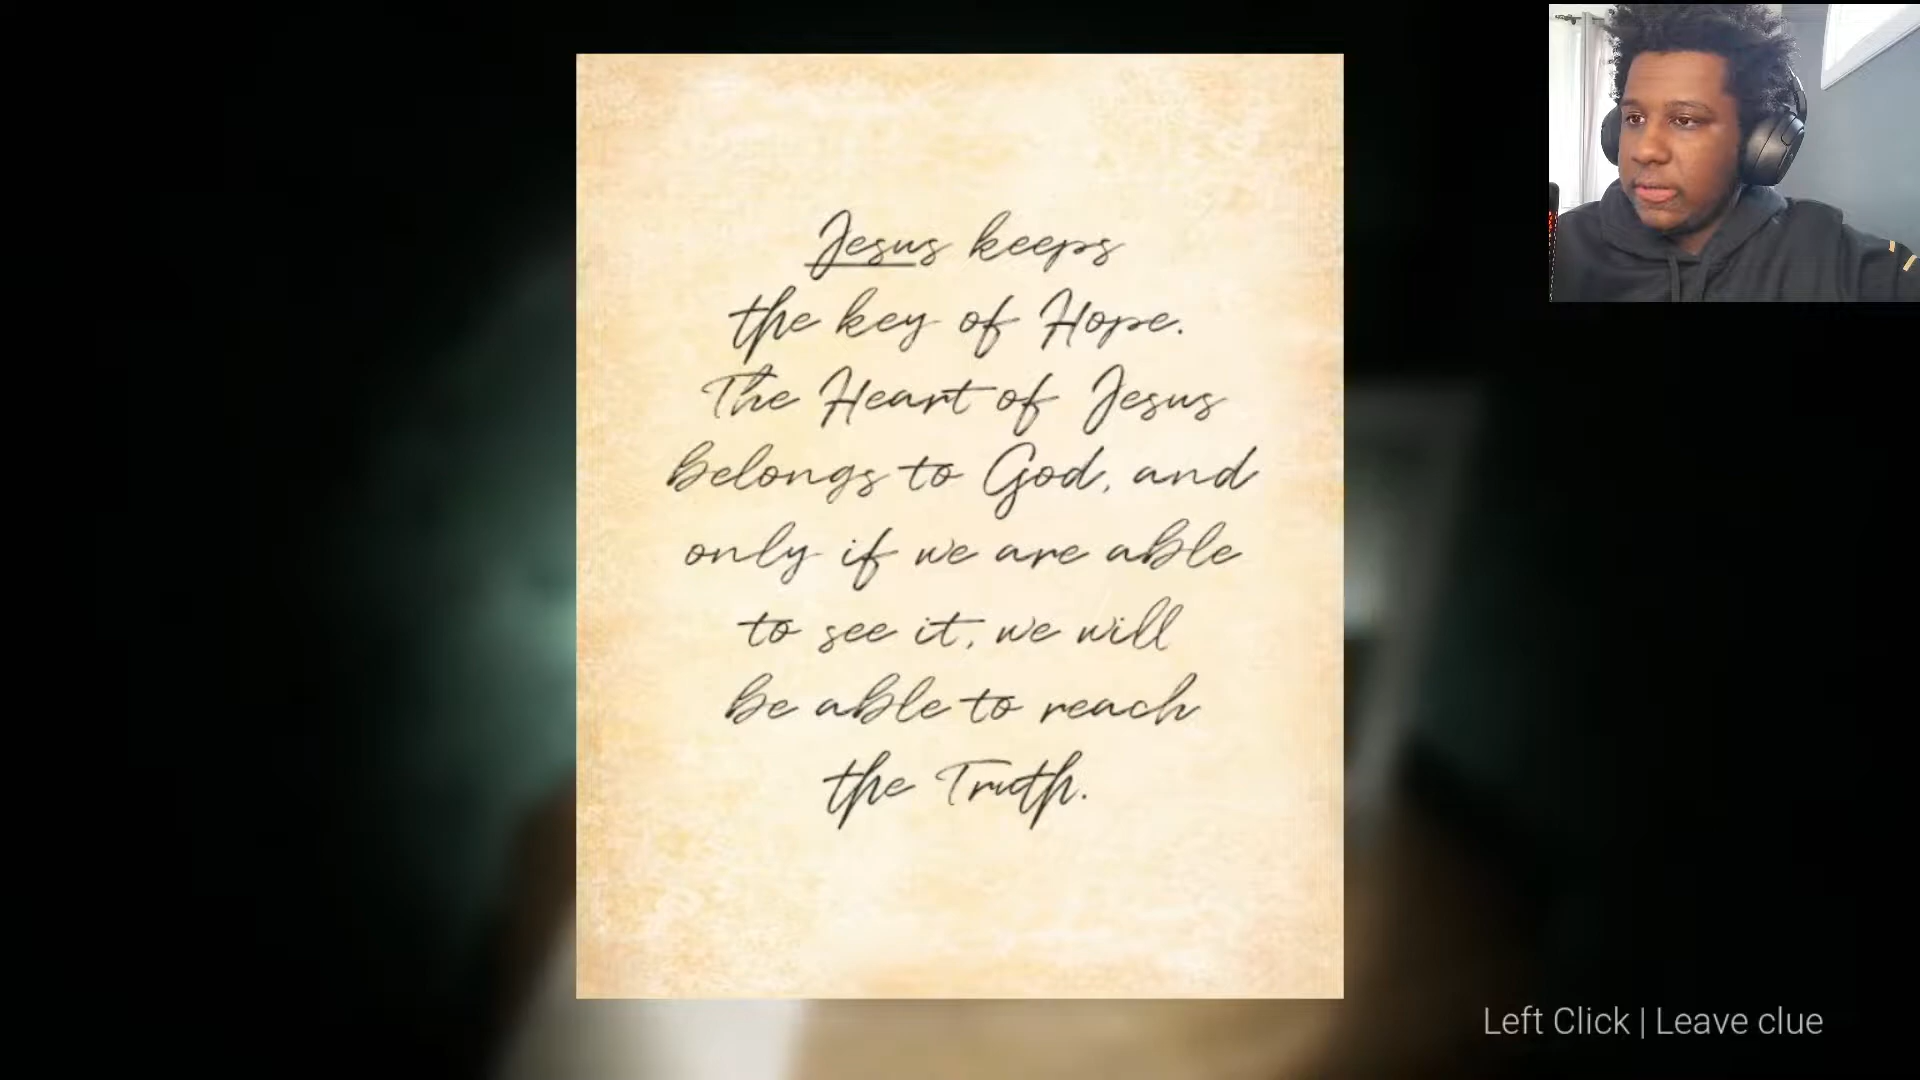 Jesus keeps
the key of Hope.
The Heart of Jesus
belongs to God, and
only if we are able
to see it, we will
be able to reach
the Truth.
Left Click | Leave clue